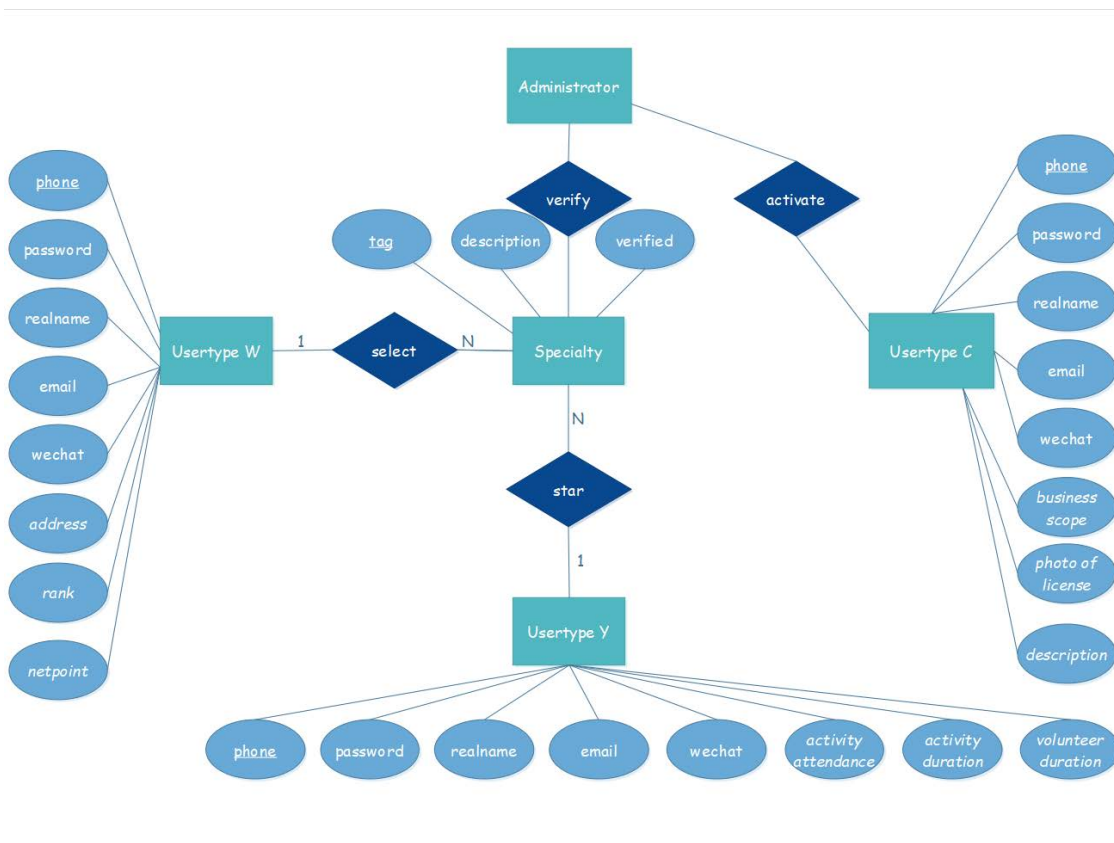 Administrator
verify
activate
phone
password
realname
email
wechat
address
rank
netpoint
tag
description
verified
Usertype W
1
select
N
Specialty
Usertype C
phone
password
realname
email
wechat
business
scope
photo of
license
description
N
star
1
Usertype Y
phone
password
realname
email
wechat
activity
attendance
activity
duration
volunteer
duration